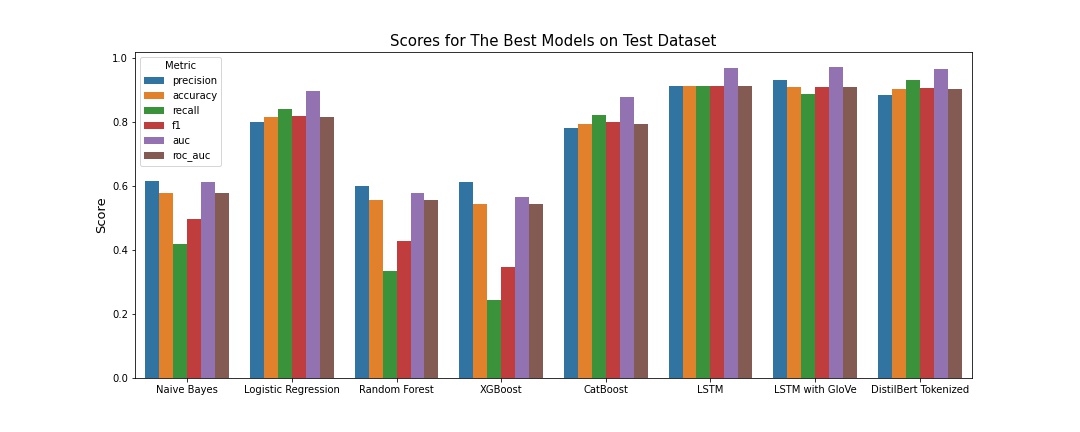 Scores for The Best Models on Test Dataset
Metric
precision
accuracy
recall
f1
auc
roc_auc
Score
1.0
0.8
0.6
0.4
0.2
0.0
Naive Bayes
Logistic Regression
Random Forest
XGBoost
CatBoost
LSTM
LSTM with GloVe
DistilBert Tokenized